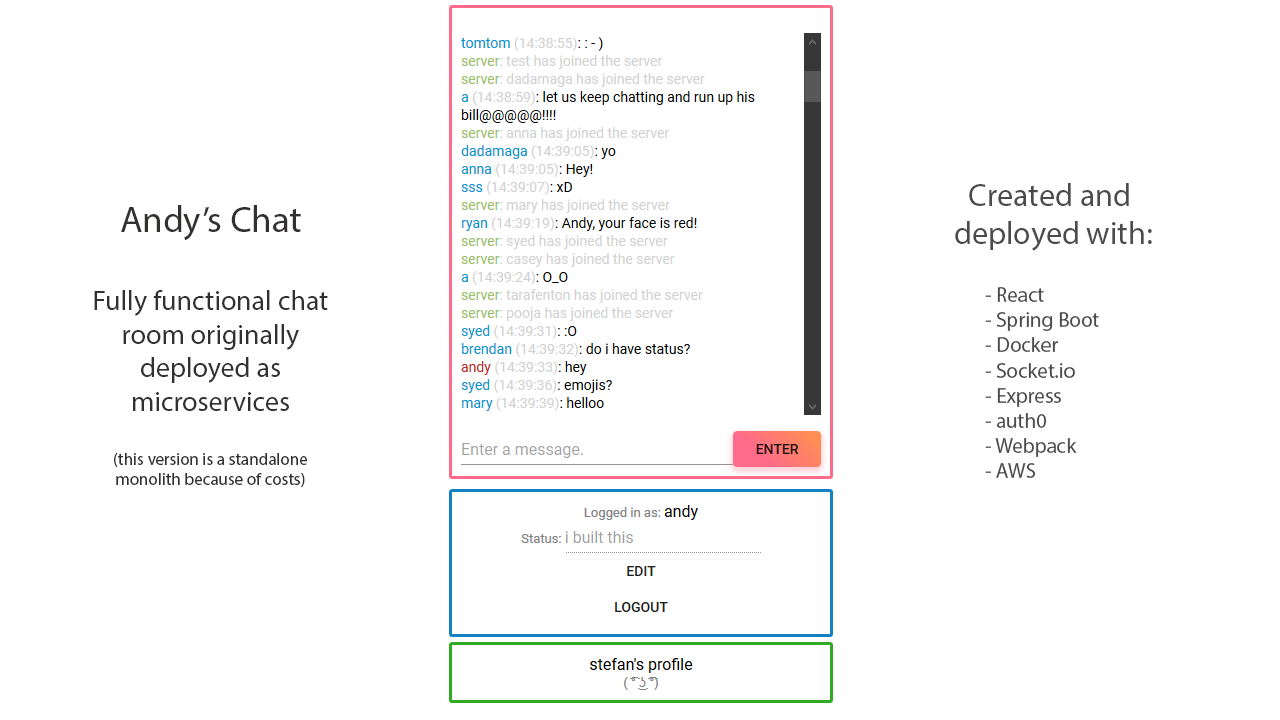 Andy's Chat
Fully functional chat
room originally
deployed as
microservices
(this version is a standalone
monolith because of costs)
tomtom (14:38:55): : - )
server: test has joined the server
server: dadamaga has joined the server
a (14:38:59): let us keep chatting and run up his
bill@@@@@!!!!
server: anna has joined the server
dadamaga (14:39:05): yo
anna (14:39:05): Hey!
sss (14:39:07): xD
server: mary has joined the server
ryan (14:39:19): Andy, your face is red!
server: syed has joined the server
server: casey has joined the server
a (14:39:24): O_O
server: tarafenton has joined the server
server: pooja has joined the server
syed (14:39:31): :O
brendan (14:39:32): do i have status?
andy (14:39:33): hey
syed (14:39:36): emojis?
mary (14:39:39): helloo
Enter a message.
ENTER
Logged in as: andy
Status: i built this
EDIT
LOGOUT
stefan's profile
( ͡° ͜ʖ ͡°)
Created and
deployed with:
- React
- Spring Boot
- Docker
- Socket.io
- Express
- auth0
- Webpack
- AWS